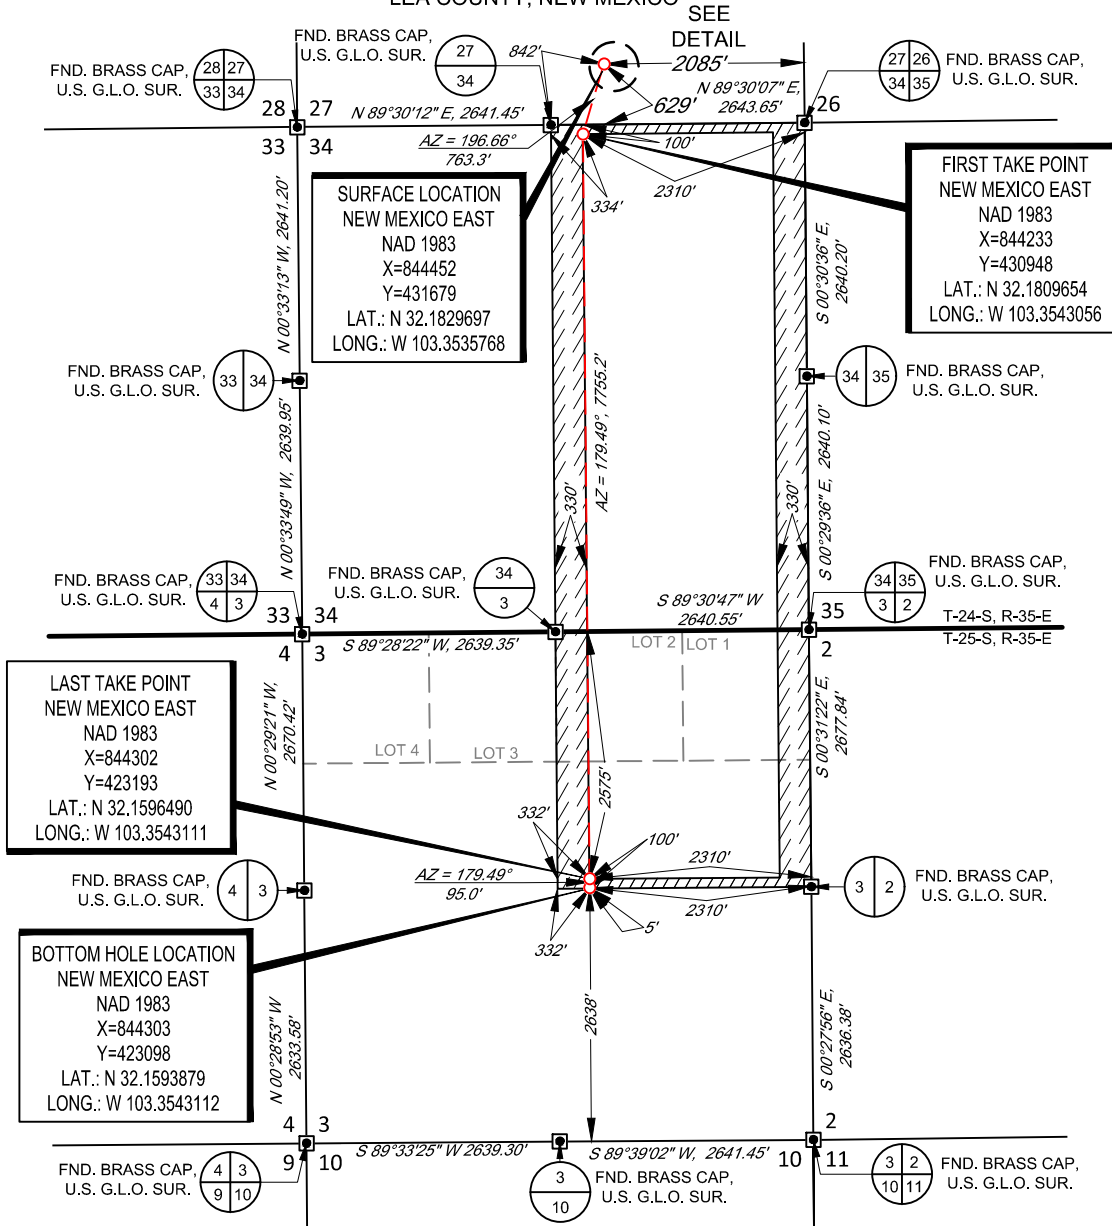 LEA COUNTY, NEW MEXICO
SEE
DETAIL
2085'
842'
629'
FND. BRASS CAP,
U.S. G.L.O. SUR.
28 27
33 34
FND. BRASS CAP,
U.S. G.L.O. SUR.
27
34
27 26
34 35
FND. BRASS CAP,
U.S. G.L.O. SUR.
28 27
33 34
N 89°30'12" E, 2641.45'
N 89°30'07" E,
2643.65'
26
AZ = 196.66°
763.3'
100'
2310'
334'
SURFACE LOCATION
NEW MEXICO EAST
NAD 1983
X=844452
Y=431679
LAT.: N 32.1829697
LONG.: W 103.3535768
FIRST TAKE POINT
NEW MEXICO EAST
NAD 1983
X=844233
Y=430948
LAT.: N 32.1809654
LONG.: W 103.3543056
N 00°33'13" W, 2641.20'
S 00°30'36" E,
2640.20'
FND. BRASS CAP,
U.S. G.L.O. SUR.
33 34
34 35
FND. BRASS CAP,
U.S. G.L.O. SUR.
AZ = 179.49°, 7755.2'
N 00°33'49" W, 2639.95'
330'
330'
S 00°29'36" E, 2640.10'
FND. BRASS CAP,
U.S. G.L.O. SUR.
33 34
4 3
FND. BRASS CAP,
U.S. G.L.O. SUR.
34
3
34 35
3 2
FND. BRASS CAP,
U.S. G.L.O. SUR.
33 34
4 3
S 89°28'22" W, 2639.35'
S 89°30'47" W
2640.55'
35
2
T-24-S, R-35-E
T-25-S, R-35-E
LOT 2
LOT 1
LOT 4
LOT 3
N 00°29'21" W,
2670.42'
S 00°31'22" E,
2677.84'
LAST TAKE POINT
NEW MEXICO EAST
NAD 1983
X=844302
Y=423193
LAT.: N 32.1596490
LONG.: W 103.3543111
2575'
332'
100'
2310'
AZ = 179.49°
95.0'
2310'
5'
332'
FND. BRASS CAP,
U.S. G.L.O. SUR.
4 3
3 2
FND. BRASS CAP,
U.S. G.L.O. SUR.
BOTTOM HOLE LOCATION
NEW MEXICO EAST
NAD 1983
X=844303
Y=423098
LAT.: N 32.1593879
LONG.: W 103.3543112
N 00°28'53" W
2633.58'
2638'
S 00°27'56" E,
2636.38'
4 3
9 10
S 89°33'25" W 2639.30'
S 89°39'02" W, 2641.45'
2
10 11
FND. BRASS CAP,
U.S. G.L.O. SUR.
4 3
9 10
3
10
FND. BRASS CAP,
U.S. G.L.O. SUR.
3 2
10 11
FND. BRASS CAP,
U.S. G.L.O. SUR.